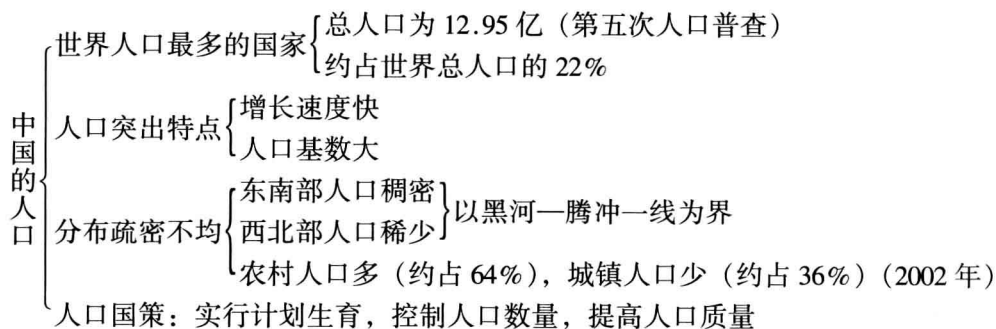 中国的人口
世界人口最多的国家
总人口为12.95亿（第五次人口普查）
约占世界总人口的22%
人口突出特点
增长速度快
人口基数大
分布疏密不均
东南部人口稠密
西北部人口稀少
以黑河—腾冲一线为界
农村人口多（约占64%），城镇人口少（约占36%）（2002年）
人口国策：实行计划生育，控制人口数量，提高人口质量